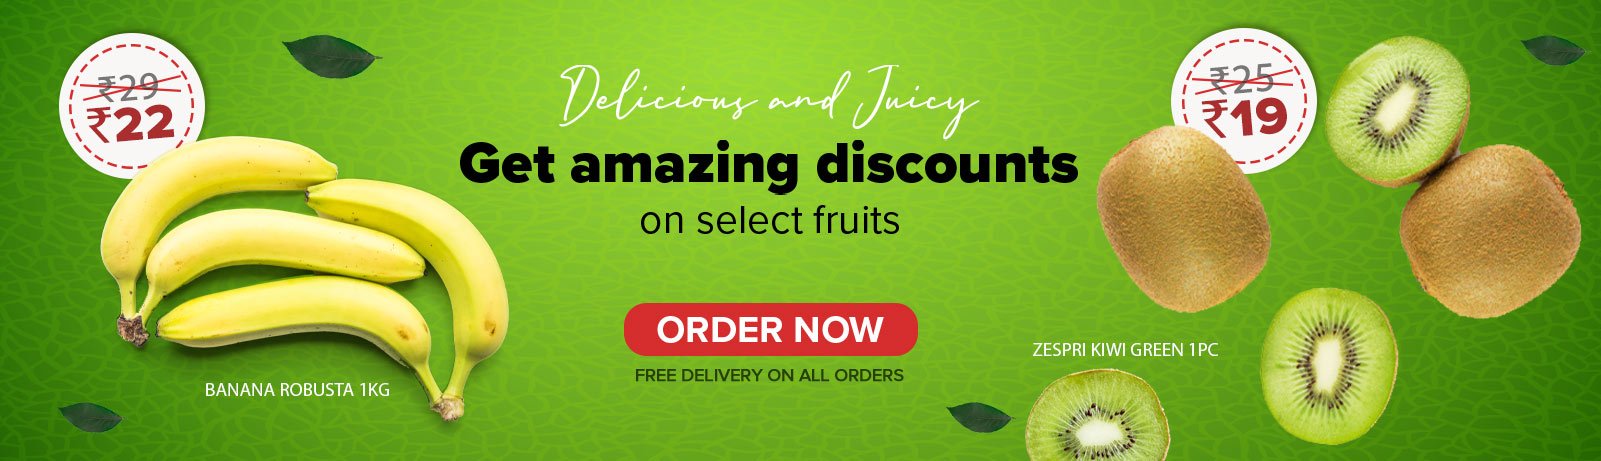 ₹29
₹22
BANANA ROBUSTA 1KG
Delicious and Juicy
Get amazing discounts
on select fruits
ORDER NOW
FREE DELIVERY ON ALL ORDERS
₹25
₹19
ZESPRI KIWI GREEN 1PC